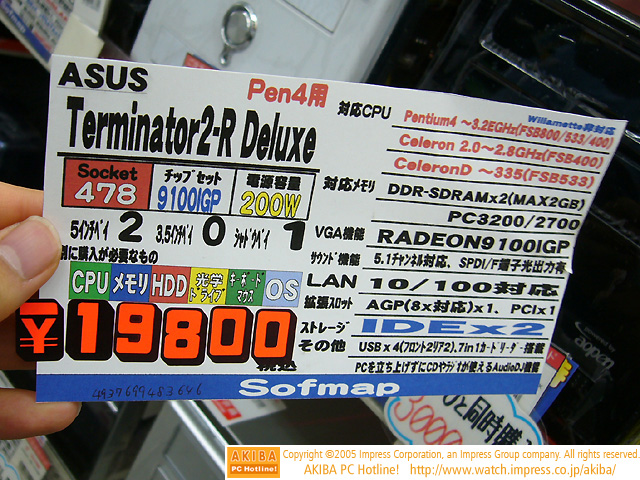 ASUS
Pen4用
Terminator2-R Deluxe
Socket
478
チップセット
9100IGP
電源容量
200W
5インチベイ 2 3.5インチベイ 0 シャドウベイ 1
別に購入が必要なもの
CPU メモリ HDD 光学ドライブ キーボードマウス OS
¥19800
税込
対応CPU
Willamette非対応
Pentium4 ～3.2EGHz(FSB800/533/400)
Celeron 2.0～2.8GHz(FSB400)
CeleronD ～335(FSB533)
対応メモリ DDR-SDRAMx2(MAX2GB)
PC3200/2700
VGA機能 RADEON9100IGP
サウンド機能 5.1チャンネル対応、SPDI/F端子光出力有
LAN 10/100対応
拡張スロット AGP(8x対応)x1、PCIx1
ストレージ IDEx2
その他 USBx4(フロント2リア2).7in1カードリーダー搭載
PCを立ち上げずにCDやラジオが使えるAudioDJ機能
4937699483646
Sofmap
と同時購
3000
aopen
AKIBA
PC Hotline!
Copyright ©2005 Impress Corporation, an Impress Group company. All rights reserved.
AKIBA PC Hotline! http://www.watch.impress.co.jp/akiba/